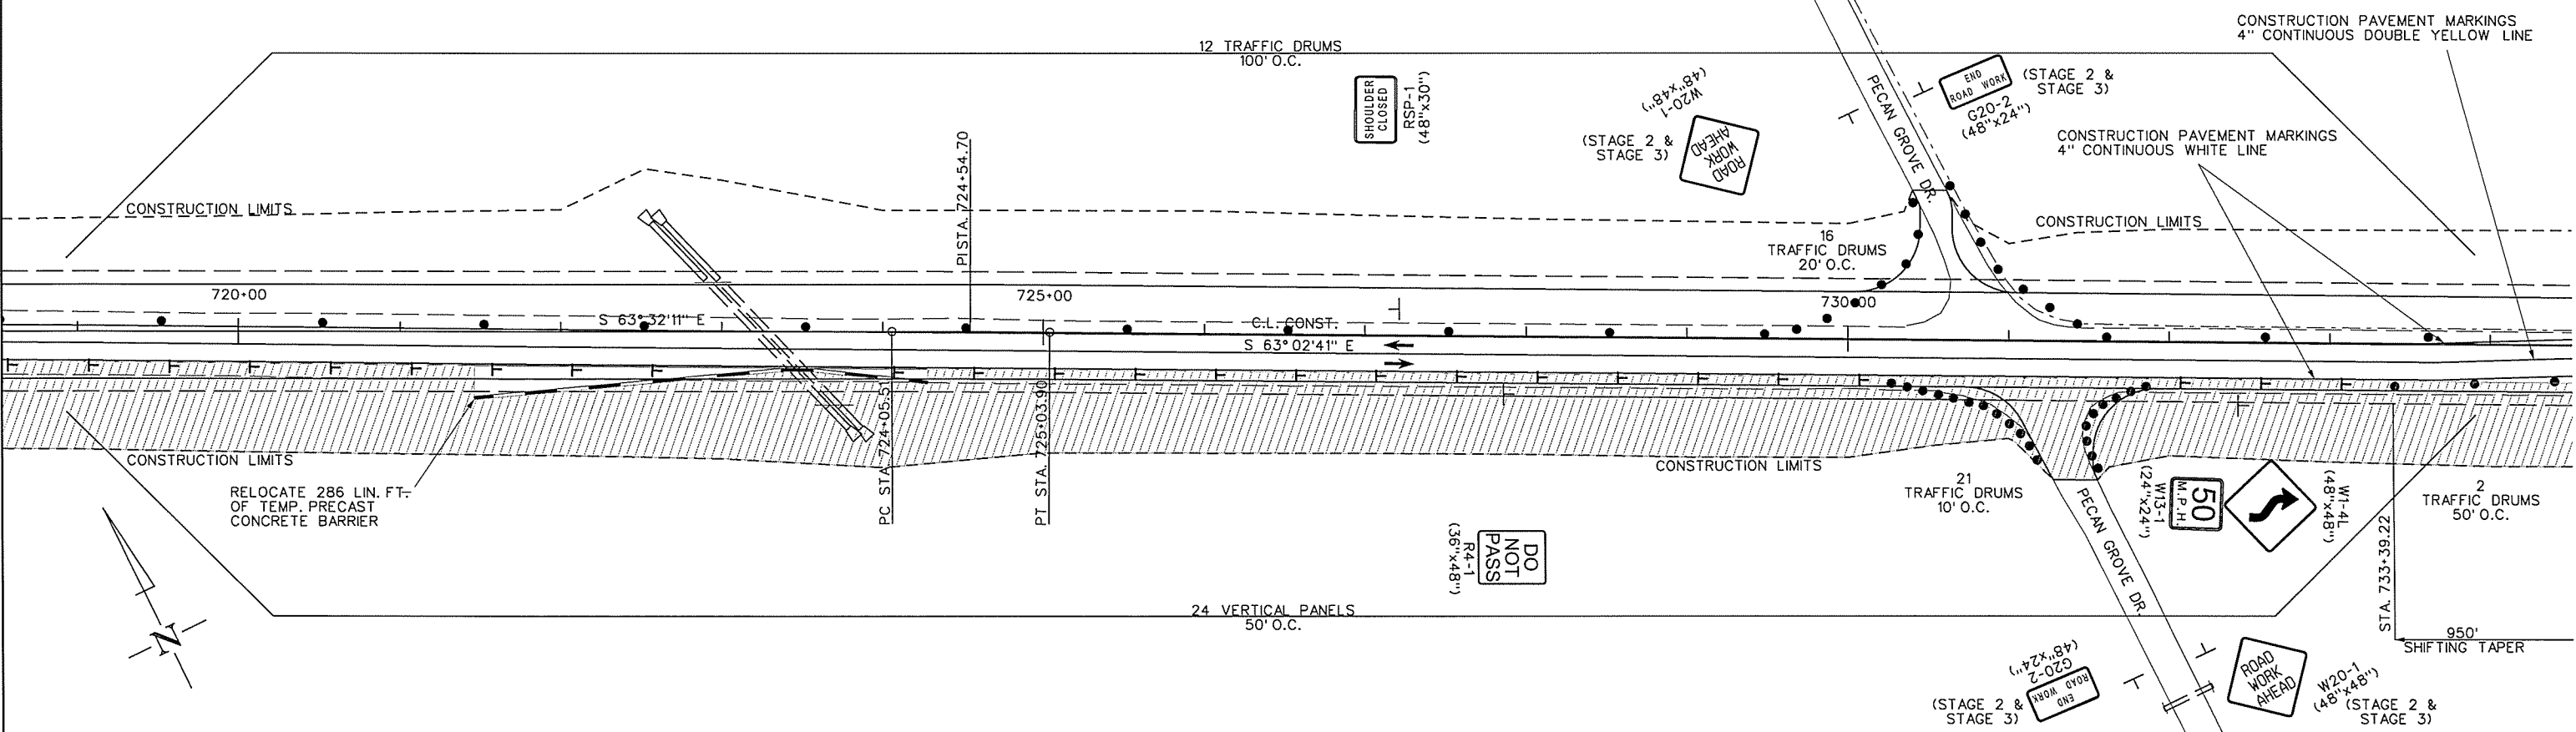 CONSTRUCTION PAVEMENT MARKINGS
4" CONTINUOUS DOUBLE YELLOW LINE
12 TRAFFIC DRUMS
100' O.C.
SHOULDER
CLOSED
RSP-1
(48"x30")
W20-1
(48"x48")
ROAD
WORK
AHEAD
(STAGE 2 &
STAGE 3)
PECAN GROVE DR.
END
ROAD WORK
G20-2
(48"x24")
(STAGE 2 &
STAGE 3)
CONSTRUCTION PAVEMENT MARKINGS
4" CONTINUOUS WHITE LINE
CONSTRUCTION LIMITS
PI STA. 724+54.70
16
TRAFFIC DRUMS
20' O.C.
CONSTRUCTION LIMITS
720+00
725+00
730+00
S 63°32'11" E
C.L. CONST.
S 63°02'41" E
PC STA. 724+05.51
PT STA. 725+03.90
CONSTRUCTION LIMITS
CONSTRUCTION LIMITS
RELOCATE 286 LIN. FT.
OF TEMP. PRECAST
CONCRETE BARRIER
21
TRAFFIC DRUMS
10' O.C.
DO
NOT
PASS
R4-1
(36"x48")
PECAN GROVE DR.
50
M.P.H.
W13-1
(24"x24")
W1-4L
(48"x48")
2
TRAFFIC DRUMS
50' O.C.
STA. 733+39.22
950'
SHIFTING TAPER
24 VERTICAL PANELS
50' O.C.
N
END
ROAD WORK
G20-2
(48"x24")
(STAGE 2 &
STAGE 3)
ROAD
WORK
AHEAD
W20-1
(48"x48")
(STAGE 2 &
STAGE 3)